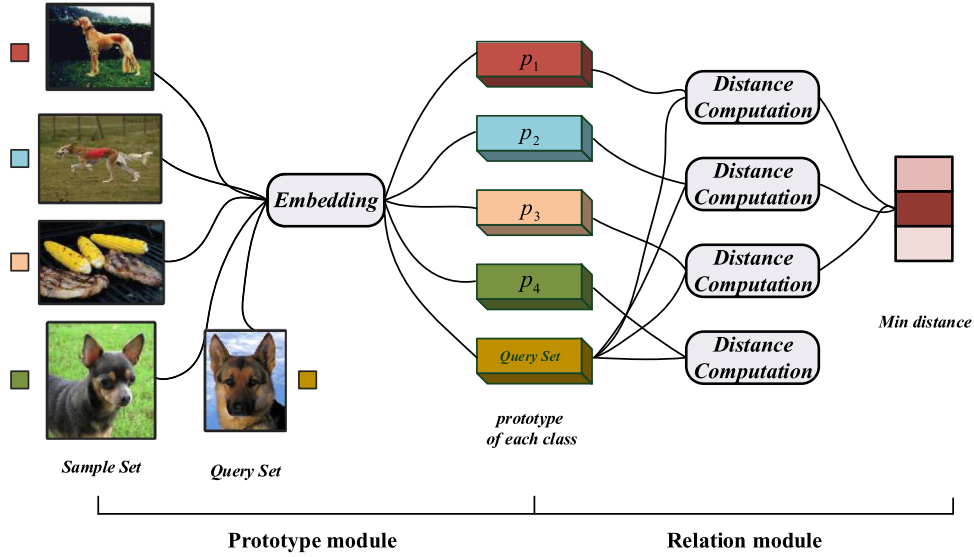 Embedding
p1
p2
p3
p4
Query Set
prototype
of each class
Distance
Computation
Distance
Computation
Distance
Computation
Distance
Computation
Min distance
Sample Set
Query Set
Prototype module
Relation module